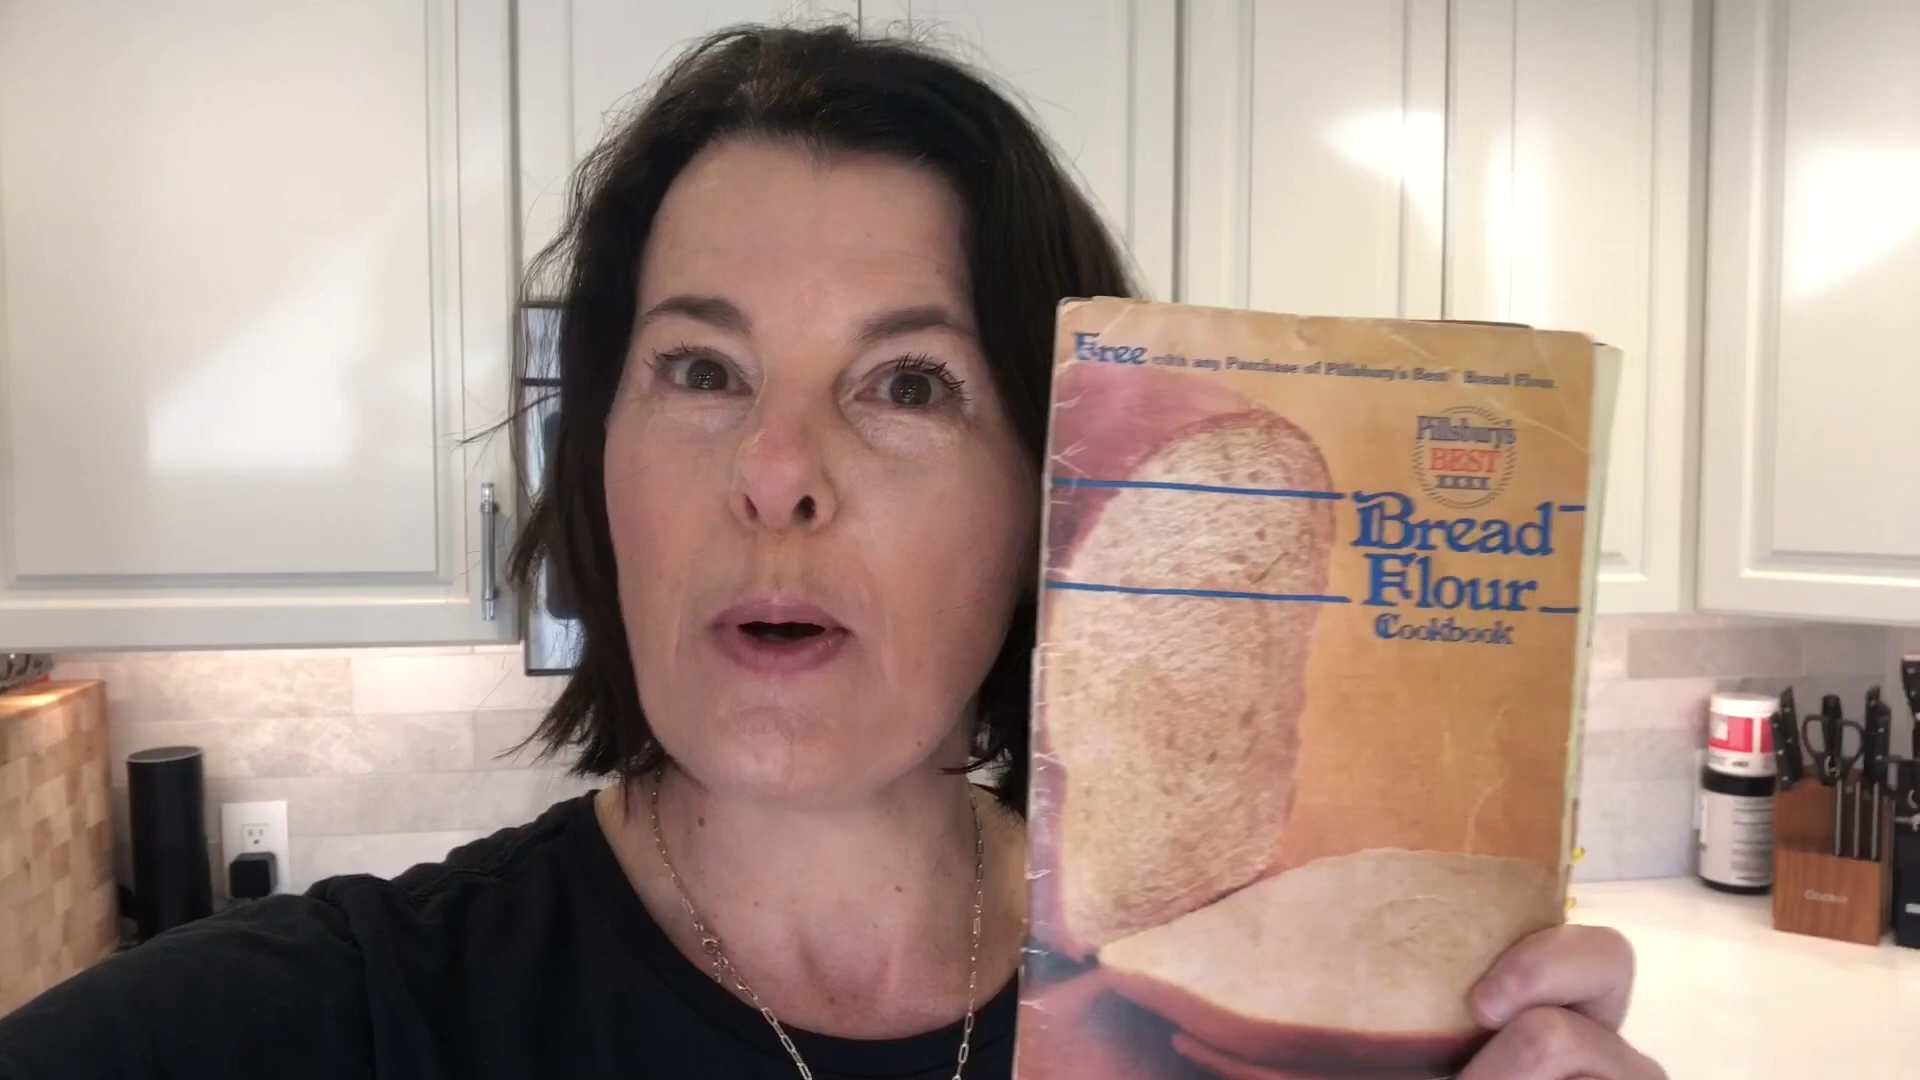 Free with any Purchase of Pillsbury's Best Bread Flour.
Pillsbury's
BEST
XXXX
Bread
Flour
Cookbook